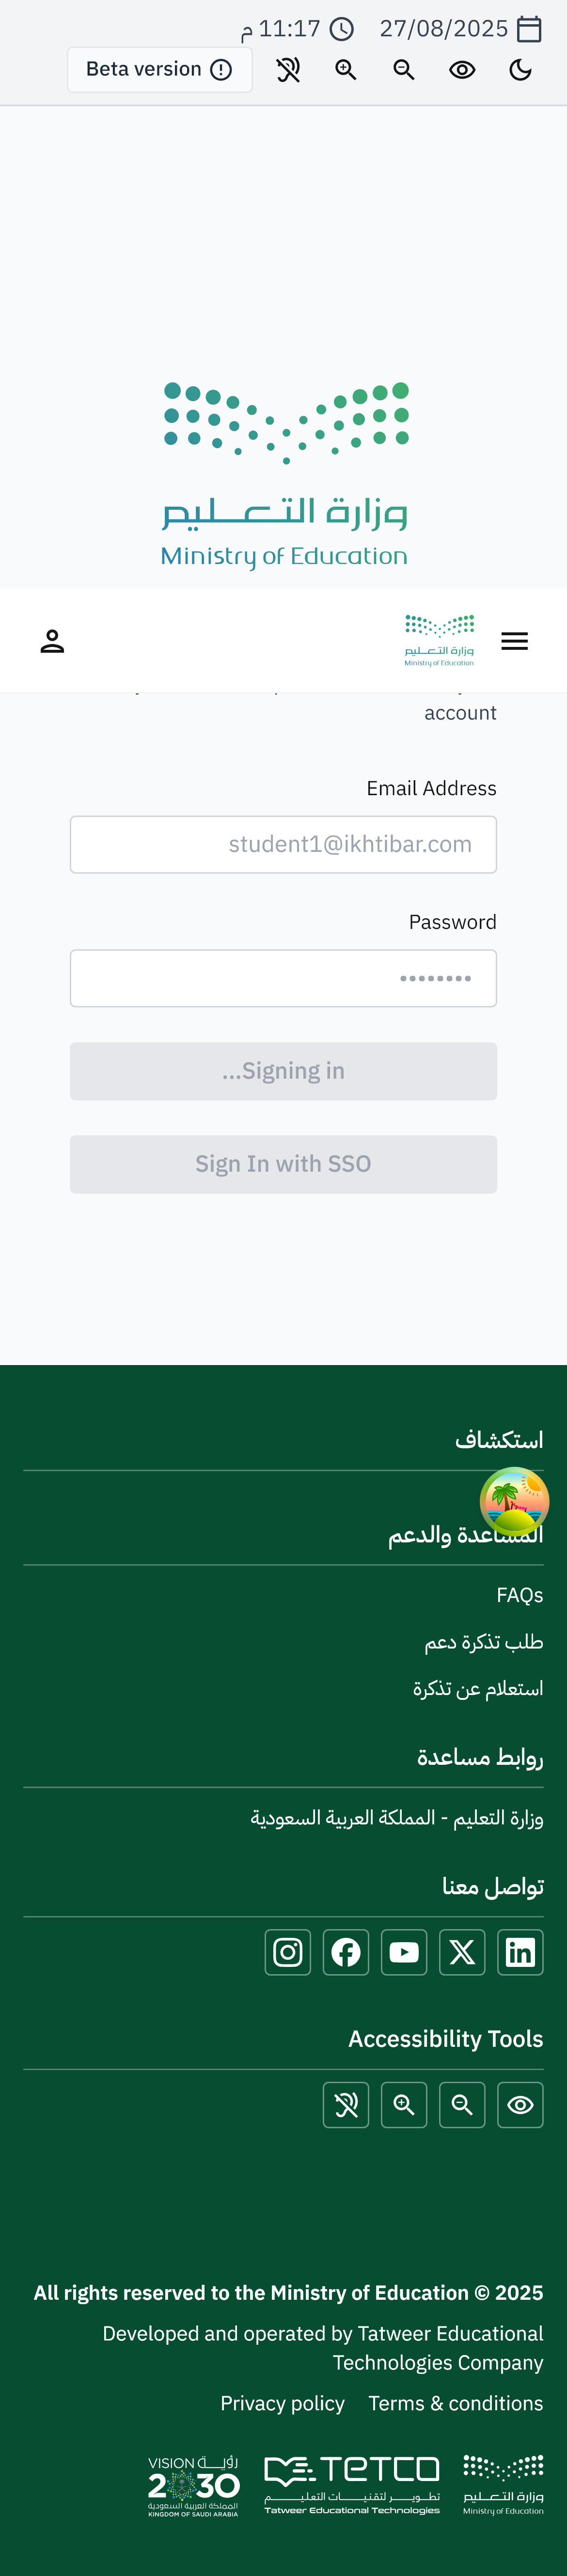 27/08/2025 11:17 م
Beta version
وزارة التعليم
Ministry of Education
وزارة التعليم
Ministry of Education
account
Email Address
student1@ikhtibar.com
Password
••••••••
...Signing in
Sign In with SSO
استكشاف
المساعدة والدعم
FAQs
طلب تذكرة دعم
استعلام عن تذكرة
روابط مساعدة
وزارة التعليم - المملكة العربية السعودية
تواصل معنا
Accessibility Tools
All rights reserved to the Ministry of Education © 2025
Developed and operated by Tatweer Educational
Technologies Company
Privacy policy Terms & conditions
وزارة التعليم
Ministry of Education
TETCO
تطوير لتقنيات التعليم
Tatweer Educational Technologies
VISION رؤية
2030
المملكة العربية السعودية
KINGDOM OF SAUDI ARABIA